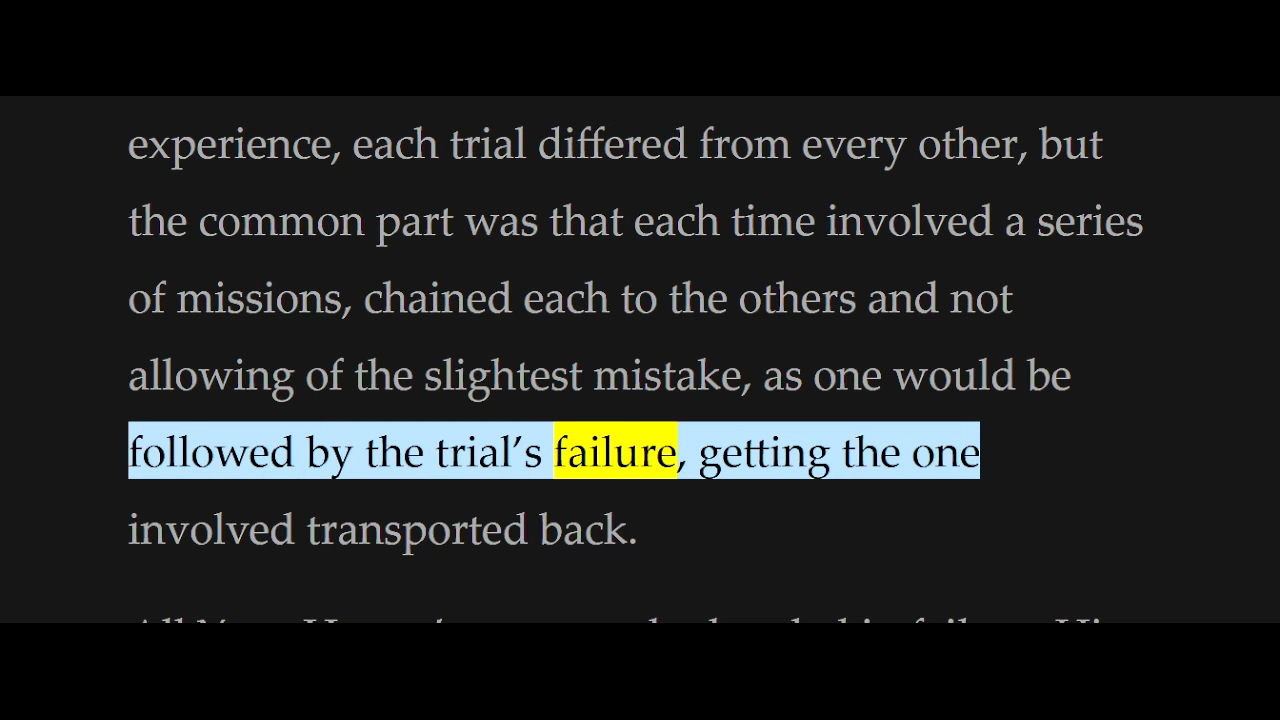 experience, each trial differed from every other, but
the common part was that each time involved a series
of missions, chained each to the others and not
allowing of the slightest mistake, as one would be
followed by the trial’s failure, getting the one
involved transported back.